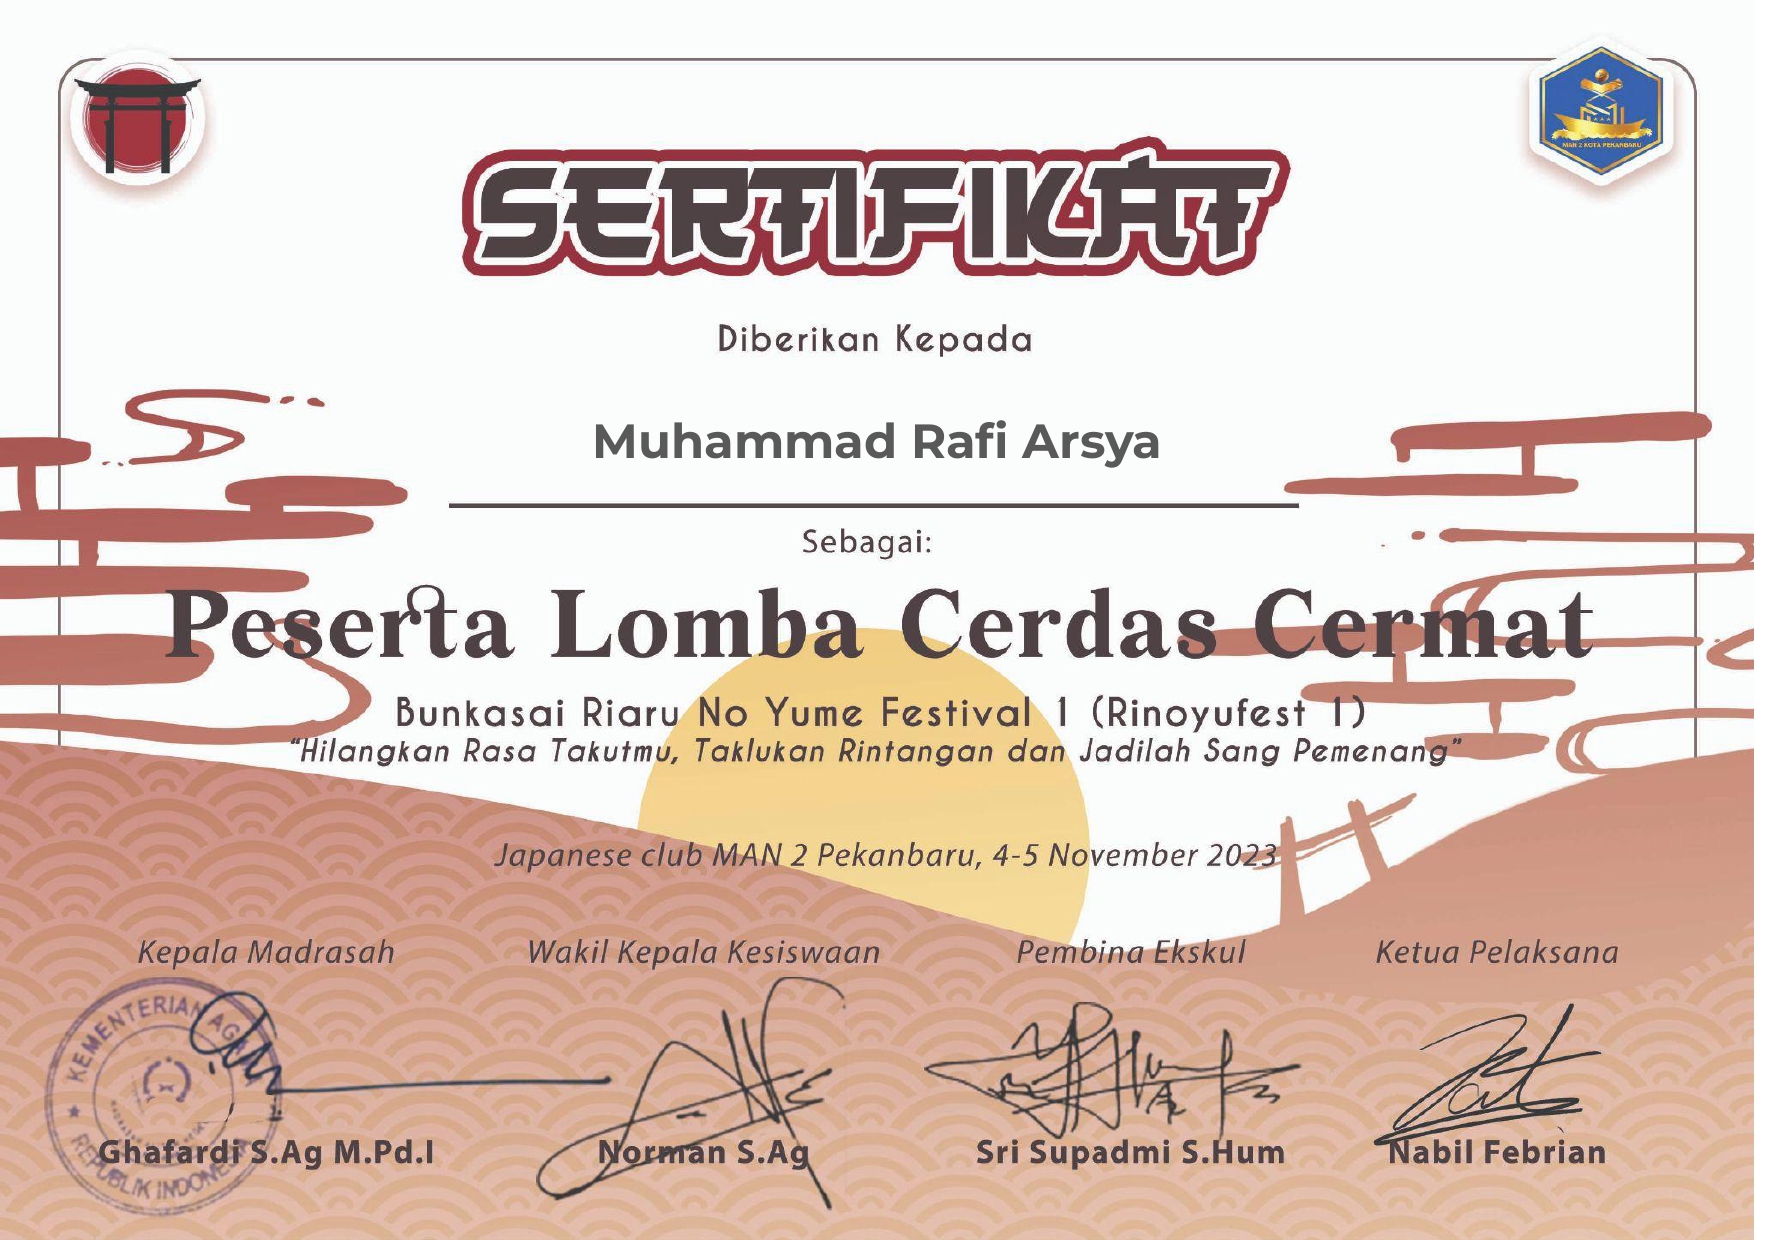 MAN 2 KOTA PEKANBARU
SERTIFIKAT
Diberikan Kepada
Muhammad Rafi Arsya
Sebagai:
Peserta Lomba Cerdas Cermat
Bunkasai Riaru No Yume Festival 1 (Rinoyufest 1)
"Hilangkan Rasa Takutmu, Taklukan Rintangan dan Jadilah Sang Pemenang"
Japanese club MAN 2 Pekanbaru, 4-5 November 2023
Kepala Madrasah Wakil Kepala Kesiswaan Pembina Ekskul Ketua Pelaksana
KEMENTERIAN AGAMA
REPUBLIK INDONESIA
Ghafardi S.Ag M.Pd.I Norman S.Ag Sri Supadmi S.Hum Nabil Febrian